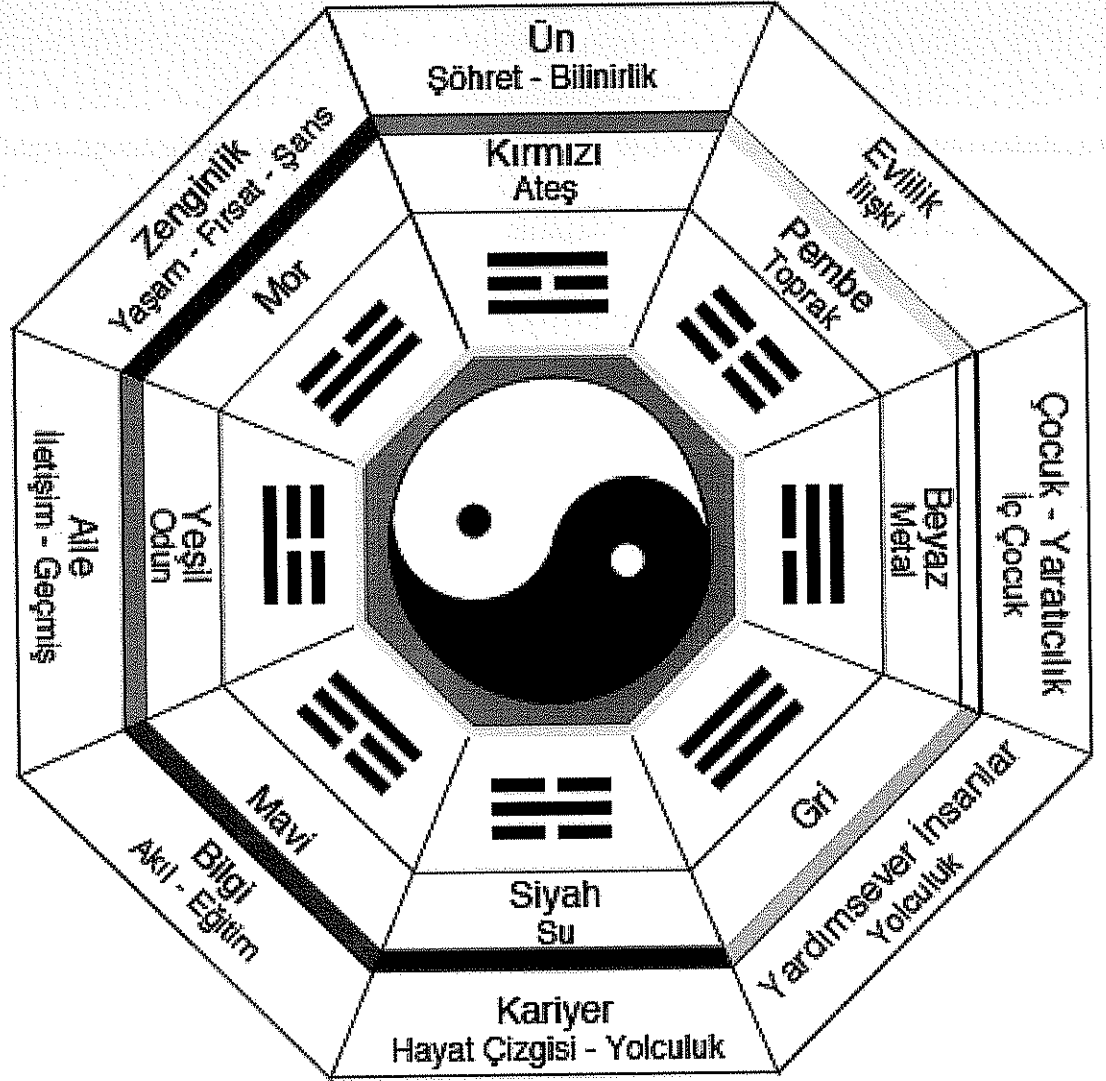 Ün
Şöhret - Bilinirlik
Kırmızı
Ateş
Evlilik
ilişki
Pembe
Toprak
Çocuk - Yaratıcılık
İç Çocuk
Beyaz
Metal
Yardımsever İnsanlar
Yolculuk
Gri
Siyah
Su
Kariyer
Hayat Çizgisi - Yolculuk
Mavi
Bilgi
Akıl - Eğitim
Yeşil
Odun
Aile
İletişim - Geçmiş
Zenginlik
Yaşam - Fırsat - Şans
Mor